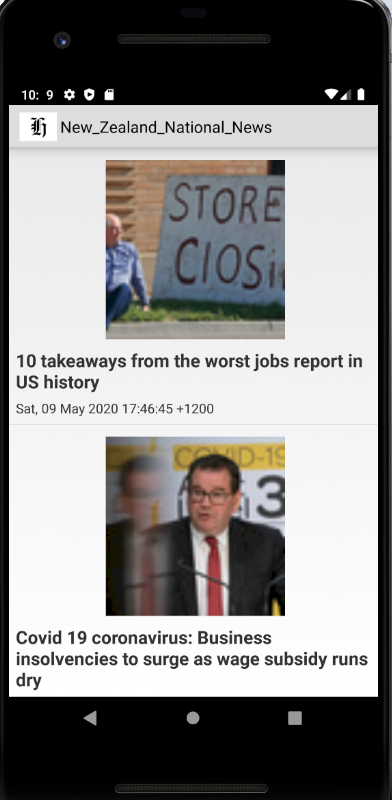 10: 9
H New_Zealand_National_News
STORE
ClOSi
10 takeaways from the worst jobs report in
US history
Sat, 09 May 2020 17:46:45 +1200
COVID-19
3
Covid 19 coronavirus: Business
insolvencies to surge as wage subsidy runs
dry